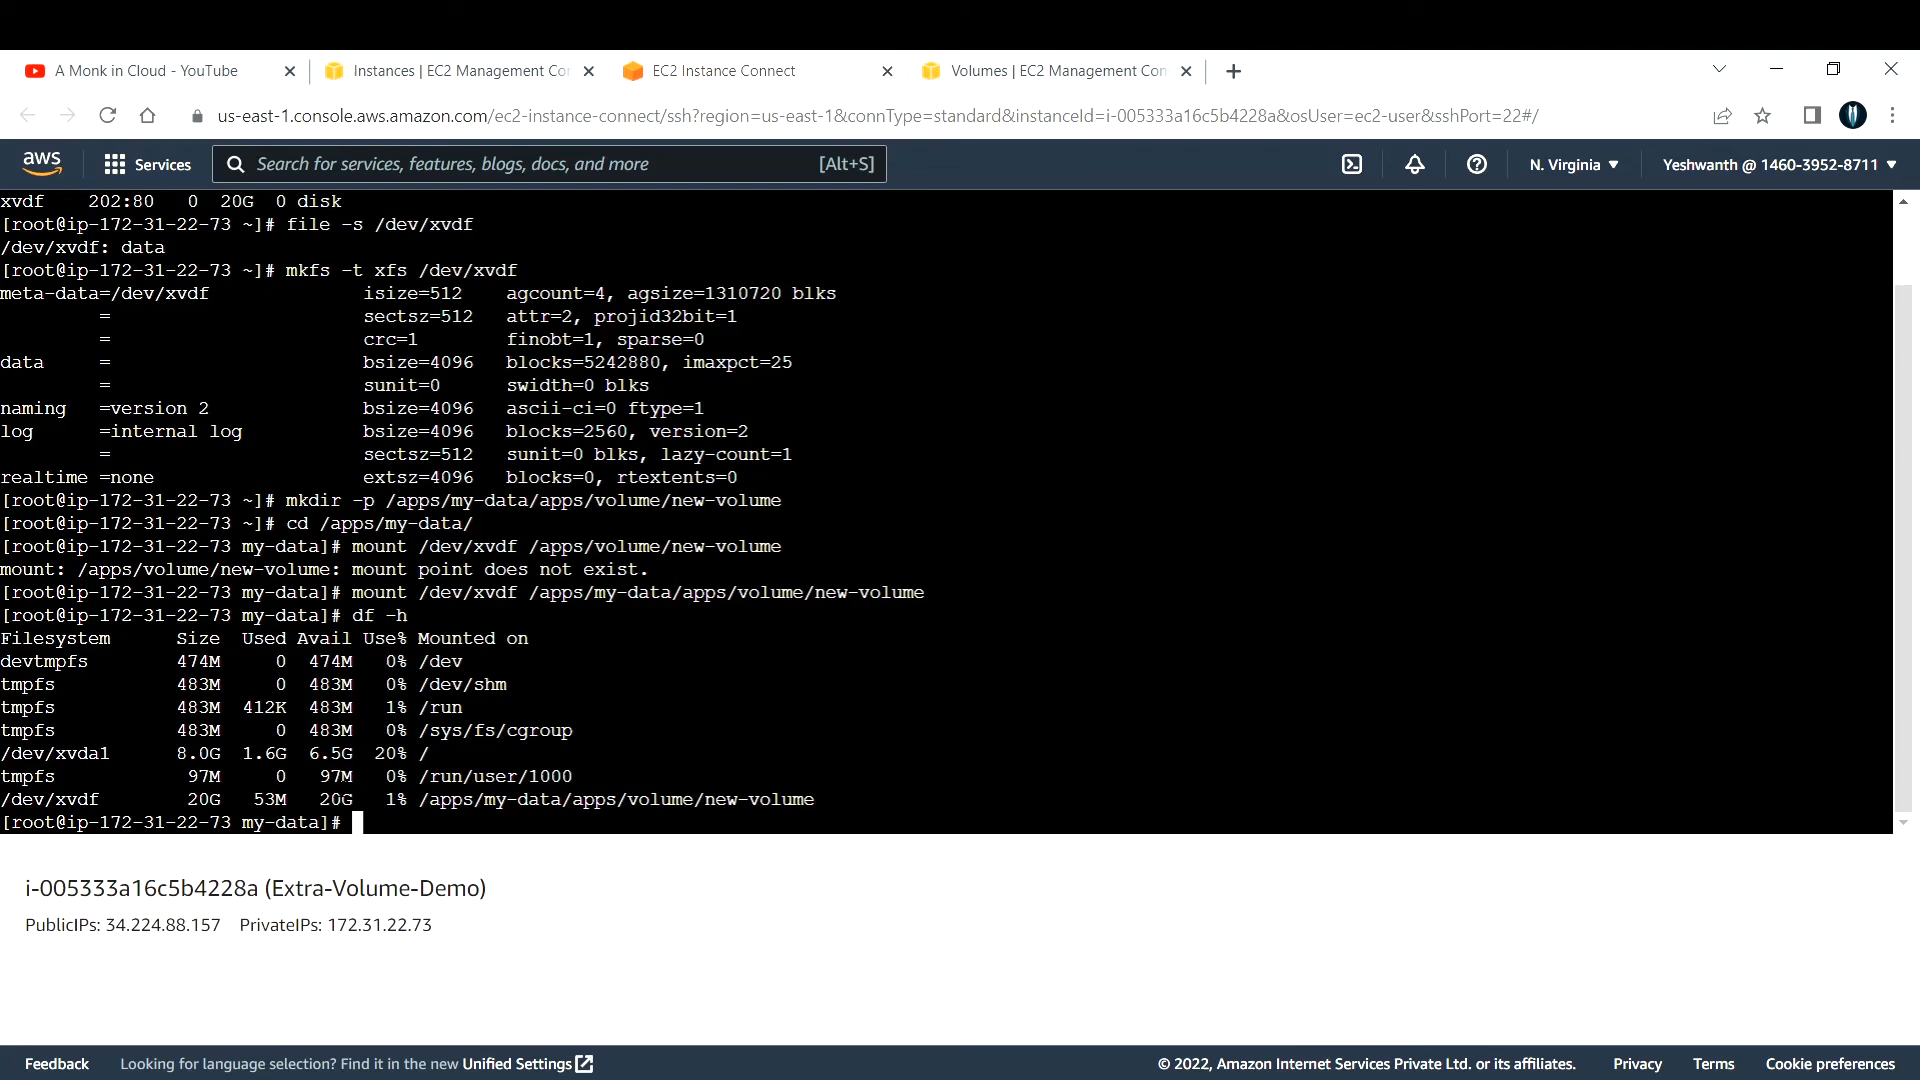 A Monk in Cloud - YouTube
Instances | EC2 Management Con
EC2 Instance Connect
Volumes | EC2 Management Con
us-east-1.console.aws.amazon.com/ec2-instance-connect/ssh?region=us-east-1&connType=standard&instanceId=i-005333a16c5b4228a&osUser=ec2-user&sshPort=22#/
aws
Services
Search for services, features, blogs, docs, and more
[Alt+S]
N. Virginia
Yeshwanth @ 1460-3952-8711
xvdf    202:80   0  20G  0 disk
[root@ip-172-31-22-73 ~]# file -s /dev/xvdf
/dev/xvdf: data
[root@ip-172-31-22-73 ~]# mkfs -t xfs /dev/xvdf
meta-data=/dev/xvdf              isize=512    agcount=4, agsize=1310720 blks
         =                       sectsz=512   attr=2, projid32bit=1
         =                       crc=1        finobt=1, sparse=0
data     =                       bsize=4096   blocks=5242880, imaxpct=25
         =                       sunit=0      swidth=0 blks
naming   =version 2              bsize=4096   ascii-ci=0 ftype=1
log      =internal log           bsize=4096   blocks=2560, version=2
         =                       sectsz=512   sunit=0 blks, lazy-count=1
realtime =none                   extsz=4096   blocks=0, rtextents=0
[root@ip-172-31-22-73 ~]# mkdir -p /apps/my-data/apps/volume/new-volume
[root@ip-172-31-22-73 ~]# cd /apps/my-data/
[root@ip-172-31-22-73 my-data]# mount /dev/xvdf /apps/volume/new-volume
mount: /apps/volume/new-volume: mount point does not exist.
[root@ip-172-31-22-73 my-data]# mount /dev/xvdf /apps/my-data/apps/volume/new-volume
[root@ip-172-31-22-73 my-data]# df -h
Filesystem      Size  Used Avail Use% Mounted on
devtmpfs        474M     0  474M   0% /dev
tmpfs           483M     0  483M   0% /dev/shm
tmpfs           483M  412K  483M   1% /run
tmpfs           483M     0  483M   0% /sys/fs/cgroup
/dev/xvda1      8.0G  1.6G  6.5G  20% /
tmpfs            97M     0   97M   0% /run/user/1000
/dev/xvdf        20G   53M   20G   1% /apps/my-data/apps/volume/new-volume
[root@ip-172-31-22-73 my-data]#
i-005333a16c5b4228a (Extra-Volume-Demo)
PublicIPs: 34.224.88.157    PrivateIPs: 172.31.22.73
Feedback
Looking for language selection? Find it in the new Unified Settings
© 2022, Amazon Internet Services Private Ltd. or its affiliates.
Privacy
Terms
Cookie preferences